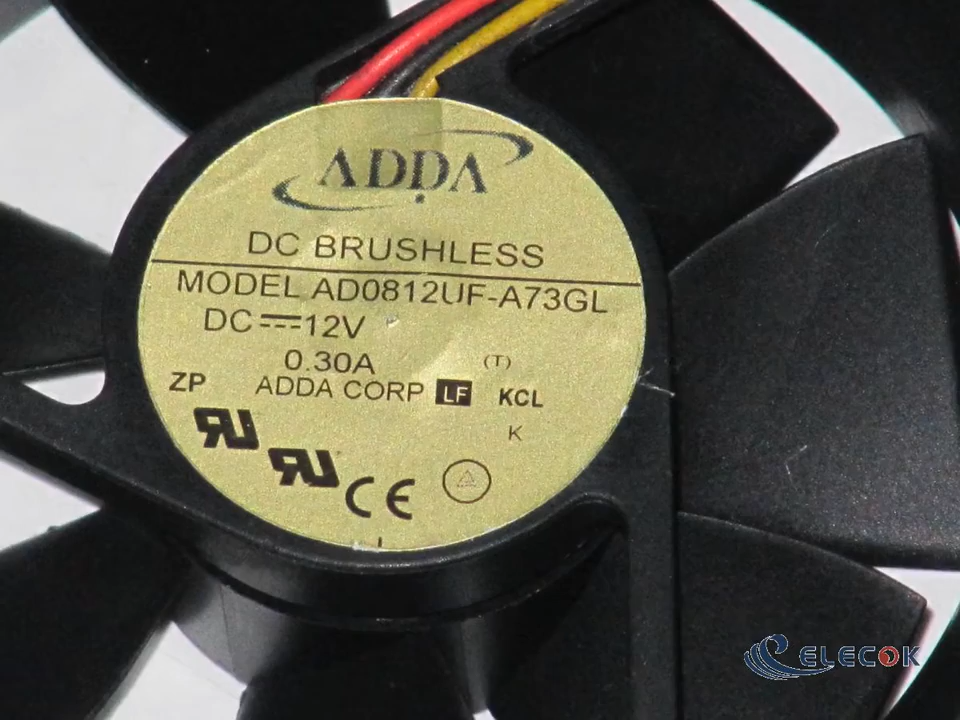 ADDA
DC BRUSHLESS
MODEL AD0812UF-A73GL
DC 12V
0.30A (T)
ZP ADDA CORP LF KCL
K
CE
ELECOK